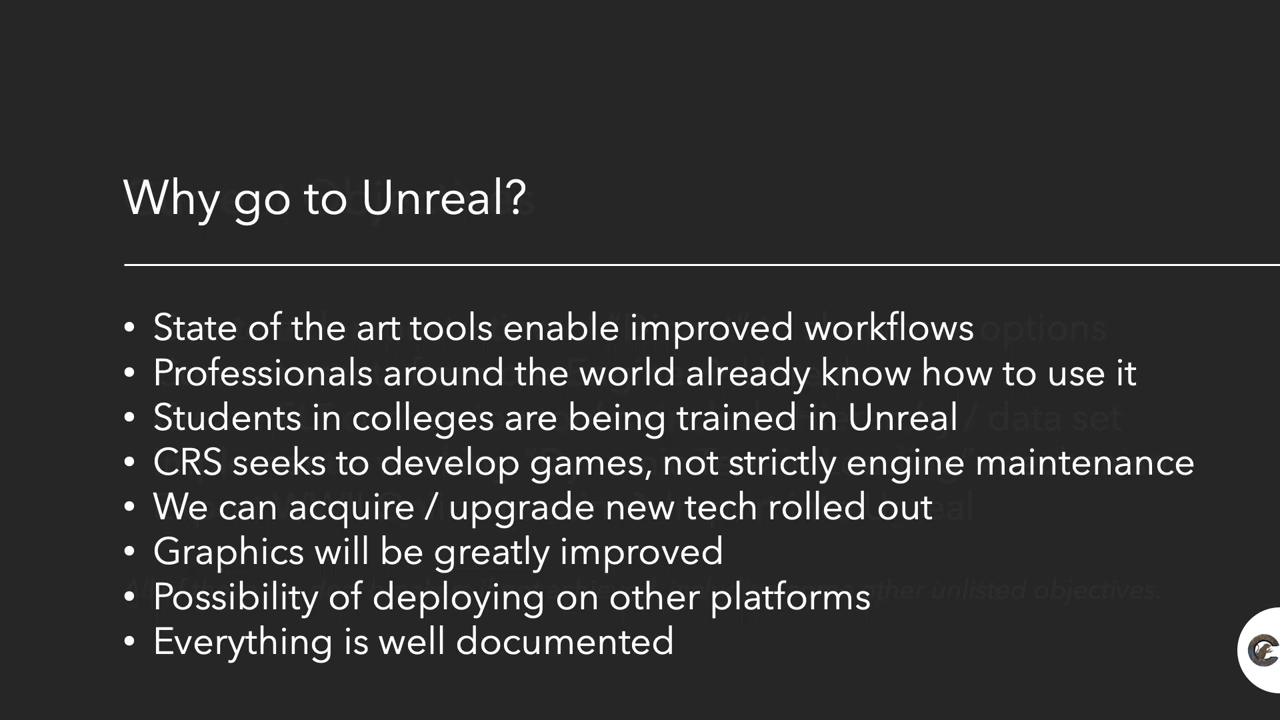 Why go to Unreal?
• State of the art tools enable improved workflows
• Professionals around the world already know how to use it
• Students in colleges are being trained in Unreal
• CRS seeks to develop games, not strictly engine maintenance
• We can acquire / upgrade new tech rolled out
• Graphics will be greatly improved
• Possibility of deploying on other platforms
• Everything is well documented